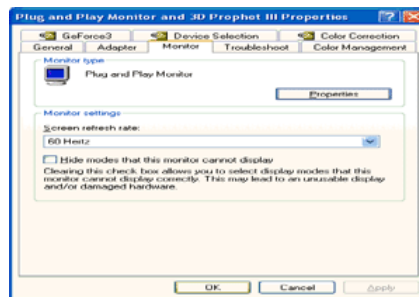 Plug and Play Monitor and 3D Prophet III Properties
GeForce3 Device Selection Color Correction
General Adapter Monitor Troubleshoot Color Management
Monitor type
Plug and Play Monitor
Properties
Monitor settings
Screen refresh rate:
60 Hertz
Hide modes that this monitor cannot display
Clearing this check box allows you to select display modes that this
monitor cannot display correctly. This may lead to an unusable display
and/or damaged hardware.
OK Cancel Apply